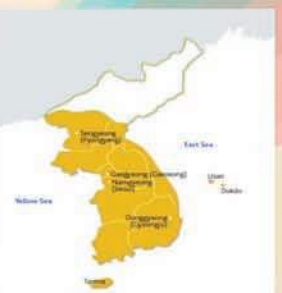 Seogyeong
(Pyongyang)
East Sea
Gaegyeong (Gaeseong)
Namgyeong
(Seoul)
Usan
Dokdo
Yellow Sea
Donggyeong
(Gyeongju)
Tamna